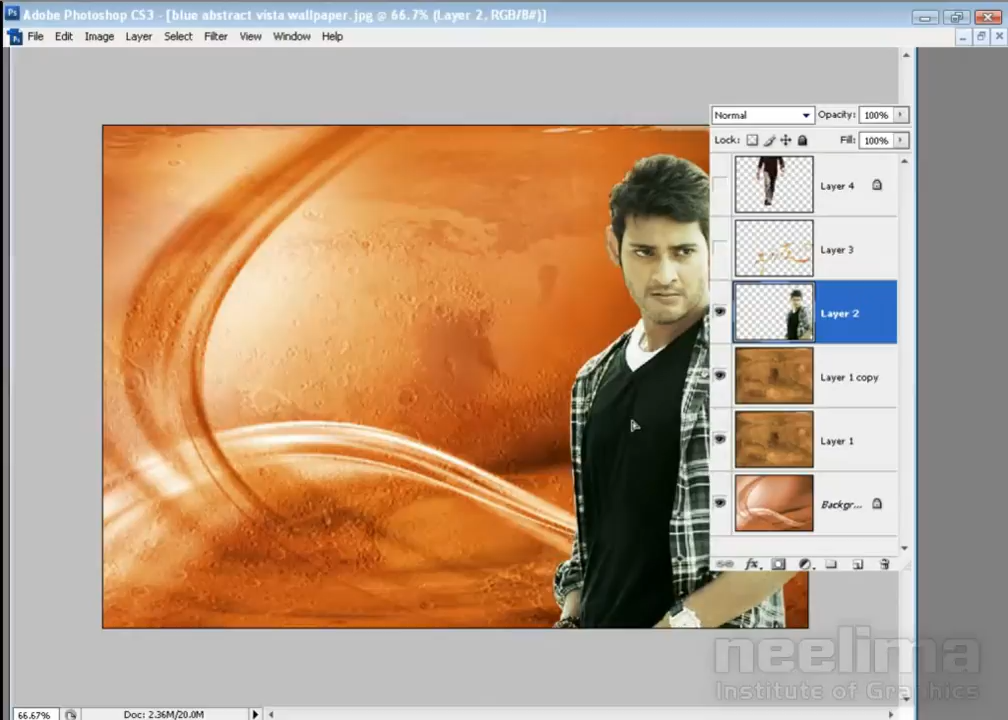 Adobe Photoshop CS3 - [blue abstract vista wallpaper.jpg @ 66.7% (Layer 2, RGB/8#)]
File Edit Image Layer Select Filter View Window Help
Normal Opacity: 100%
Lock: Fill: 100%
Layer 4
Layer 3
Layer 2
Layer 1 copy
Layer 1
Backgr...
fx.
neelima
Institute of Graphics
66.67% Doc: 2.36M/20.0M